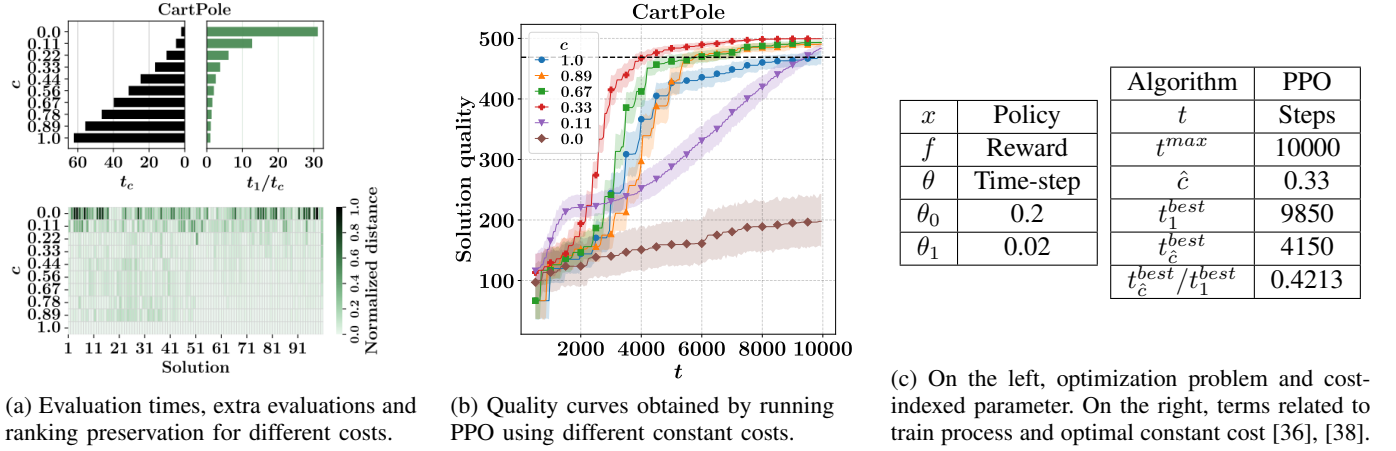 CartPole
c
0.0
0.11
0.22
0.33
0.44
0.56
0.67
0.78
0.89
1.0
60 40 20 0
0 10 20 30
t_c
t_1/t_c
c
0.0
0.11
0.22
0.33
0.44
0.56
0.67
0.78
0.89
1.0
1 11 21 31 41 51 61 71 81 91
Solution
0.0 0.2 0.4 0.6 0.8 1.0
Normalized distance
(a) Evaluation times, extra evaluations and
ranking preservation for different costs.
CartPole
Solution quality
500
400
300
200
100
c
1.0
0.89
0.67
0.33
0.11
0.0
2000 4000 6000 8000 10000
t
(b) Quality curves obtained by running
PPO using different constant costs.
x Policy
f Reward
θ Time-step
θ_0 0.2
θ_1 0.02
Algorithm PPO
t Steps
t^{max} 10000
ĉ 0.33
t_1^{best} 9850
t_ĉ^{best} 4150
t_ĉ^{best}/t_1^{best} 0.4213
(c) On the left, optimization problem and cost-
indexed parameter. On the right, terms related to
train process and optimal constant cost [36], [38].